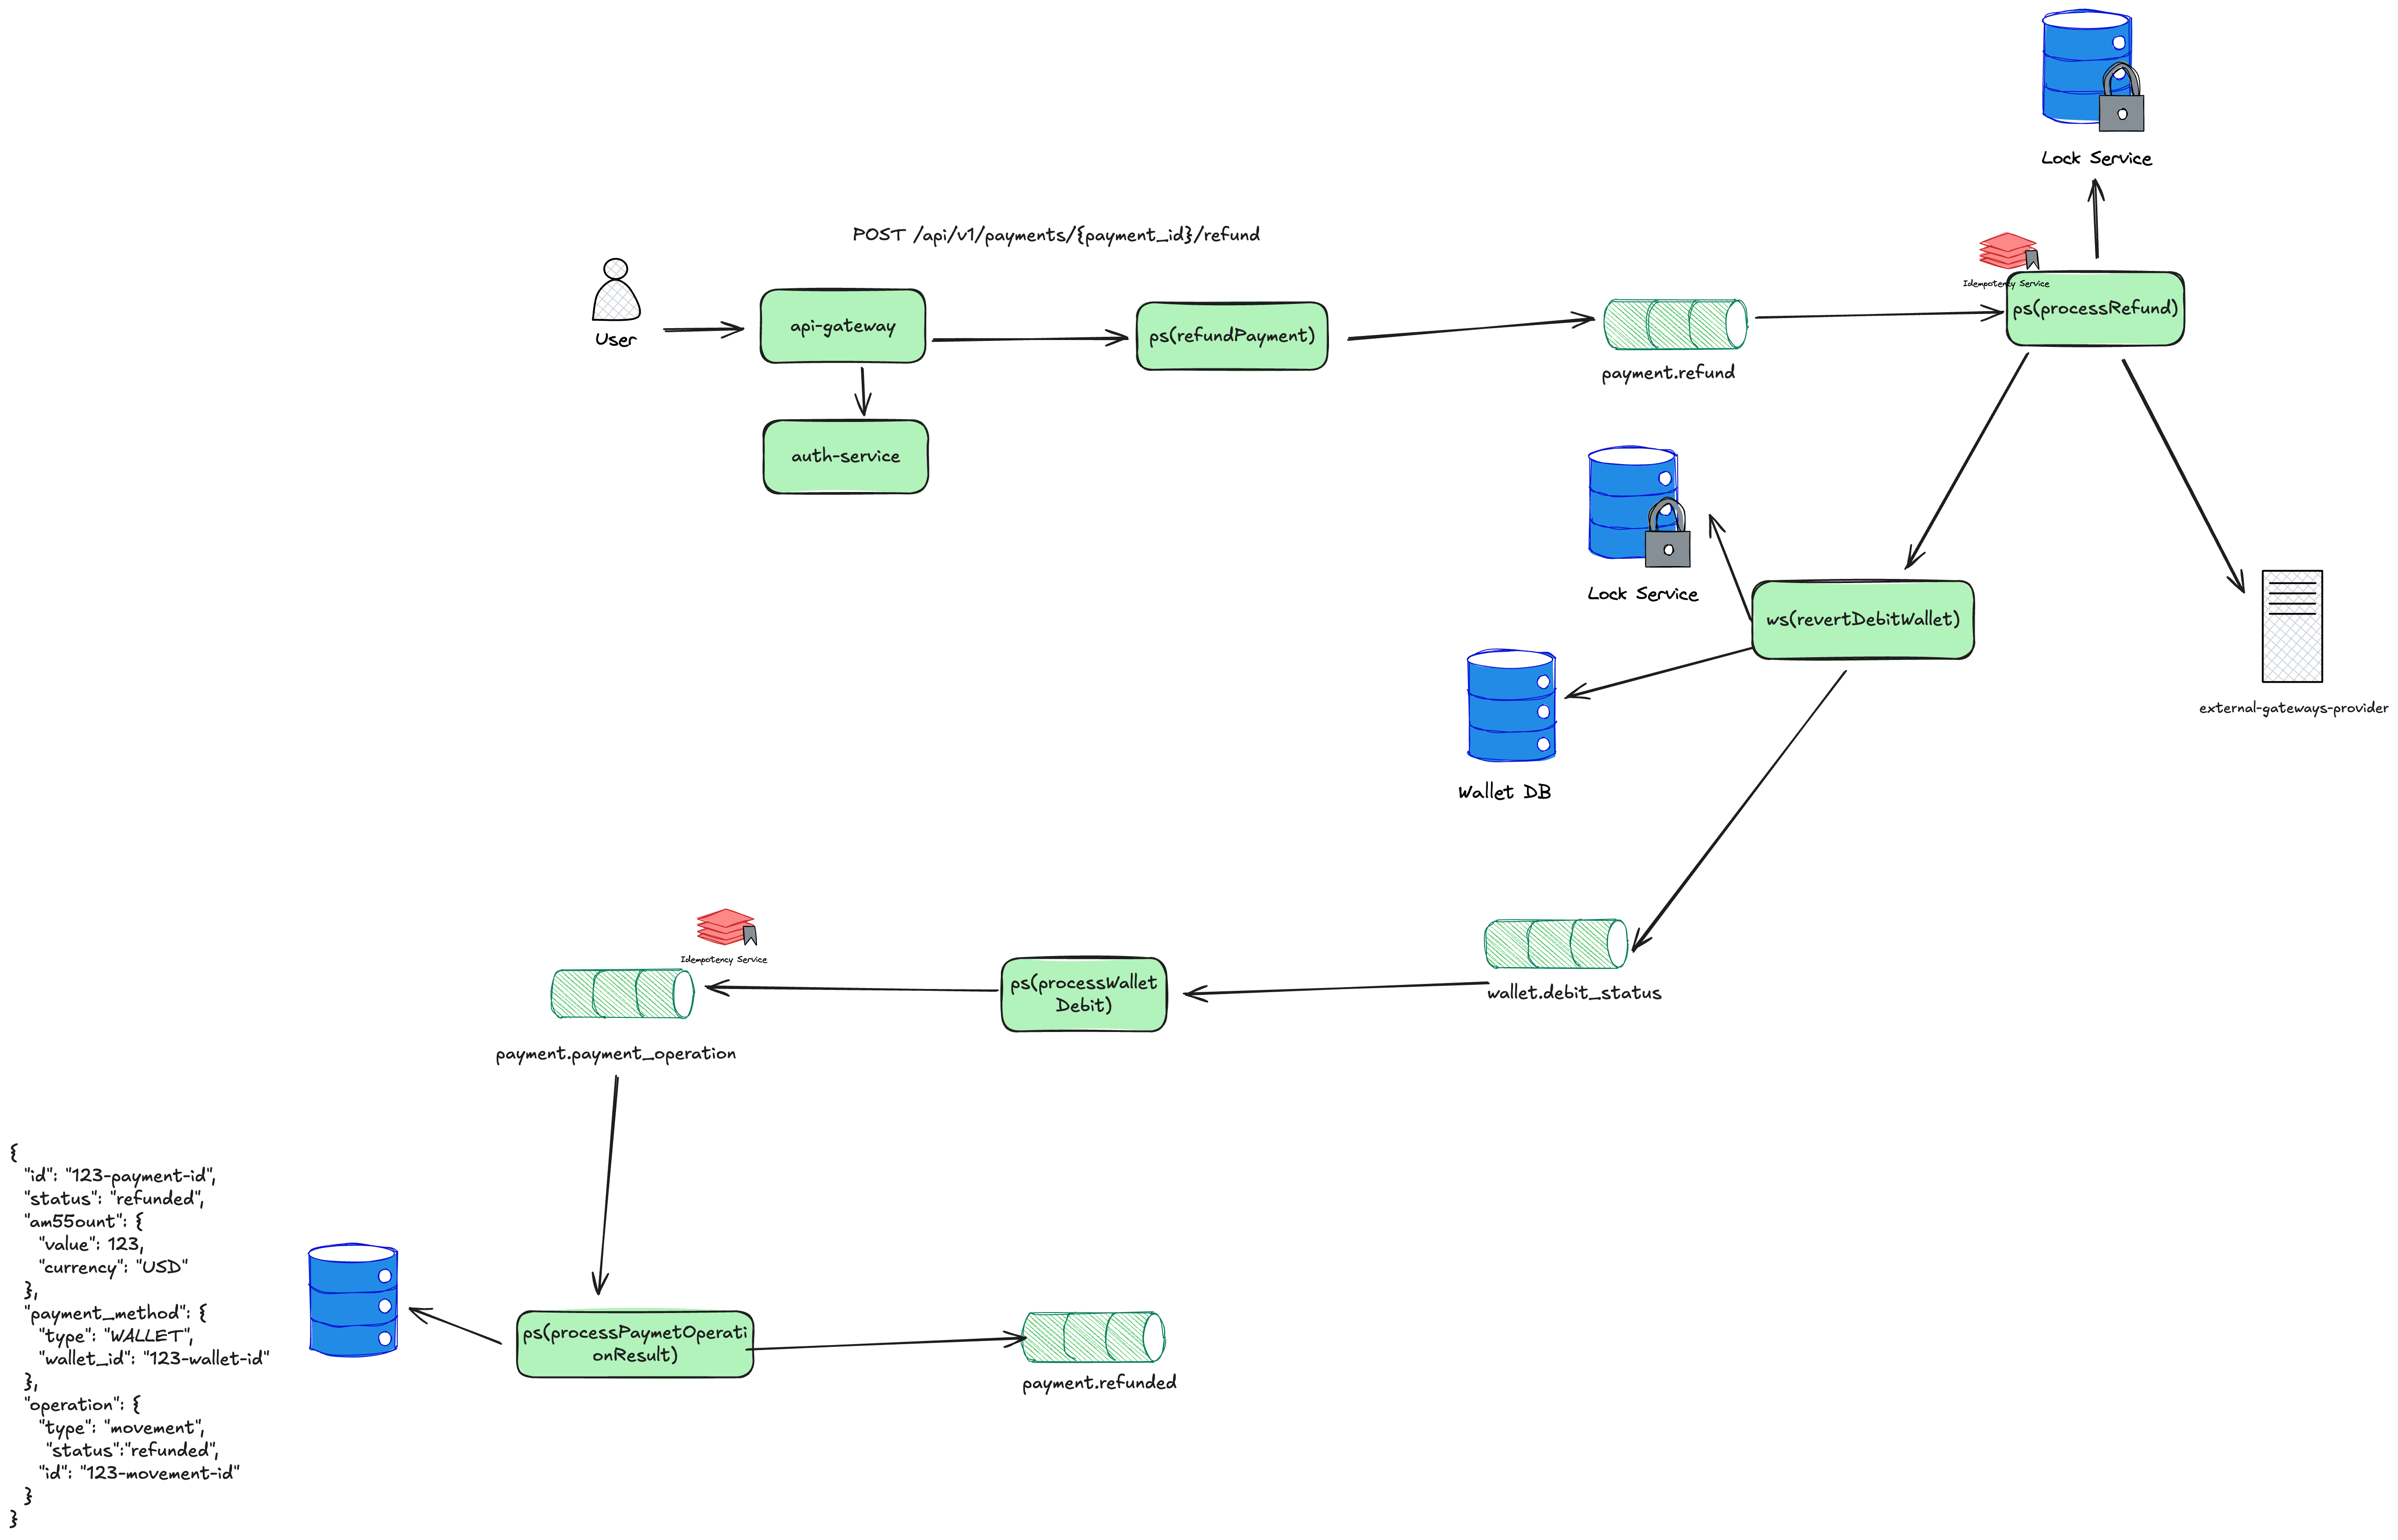 Lock Service
POST /api/v1/payments/{payment_id}/refund
User
api-gateway
auth-service
ps(refundPayment)
payment.refund
Idempotency Service
ps(processRefund)
Lock Service
ws(revertDebitWallet)
external-gateways-provider
Wallet DB
wallet.debit_status
ps(processWallet
Debit)
Idempotency Service
payment.payment_operation
{
"id": "123-payment-id",
"status": "refunded",
"am55ount": {
"value": 123,
"currency": "USD"
},
"payment_method": {
"type": "WALLET",
"wallet_id": "123-wallet-id"
},
"operation": {
"type": "movement",
"status":"refunded",
"id": "123-movement-id"
}
}
ps(processPaymetOperati
onResult)
payment.refunded